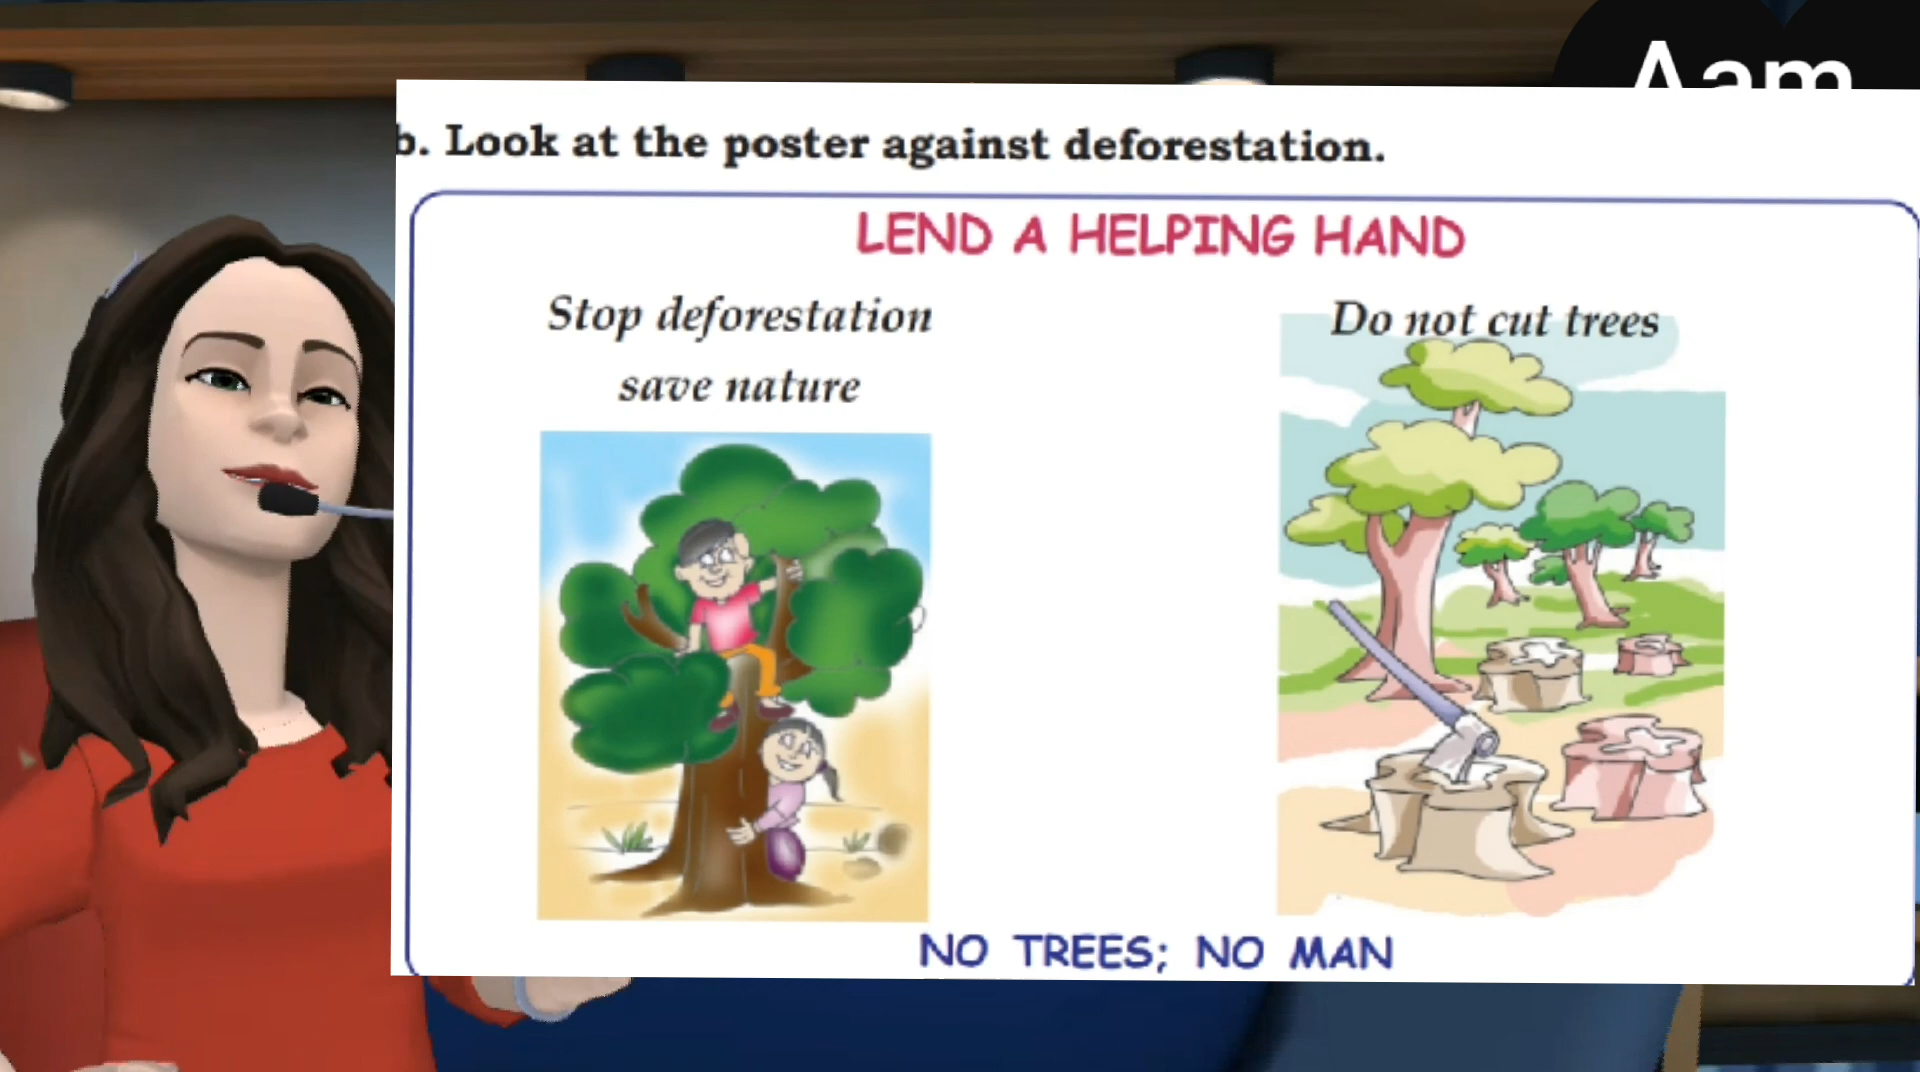 Aam
b. Look at the poster against deforestation.
LEND A HELPING HAND
Stop deforestation
save nature
Do not cut trees
NO TREES; NO MAN